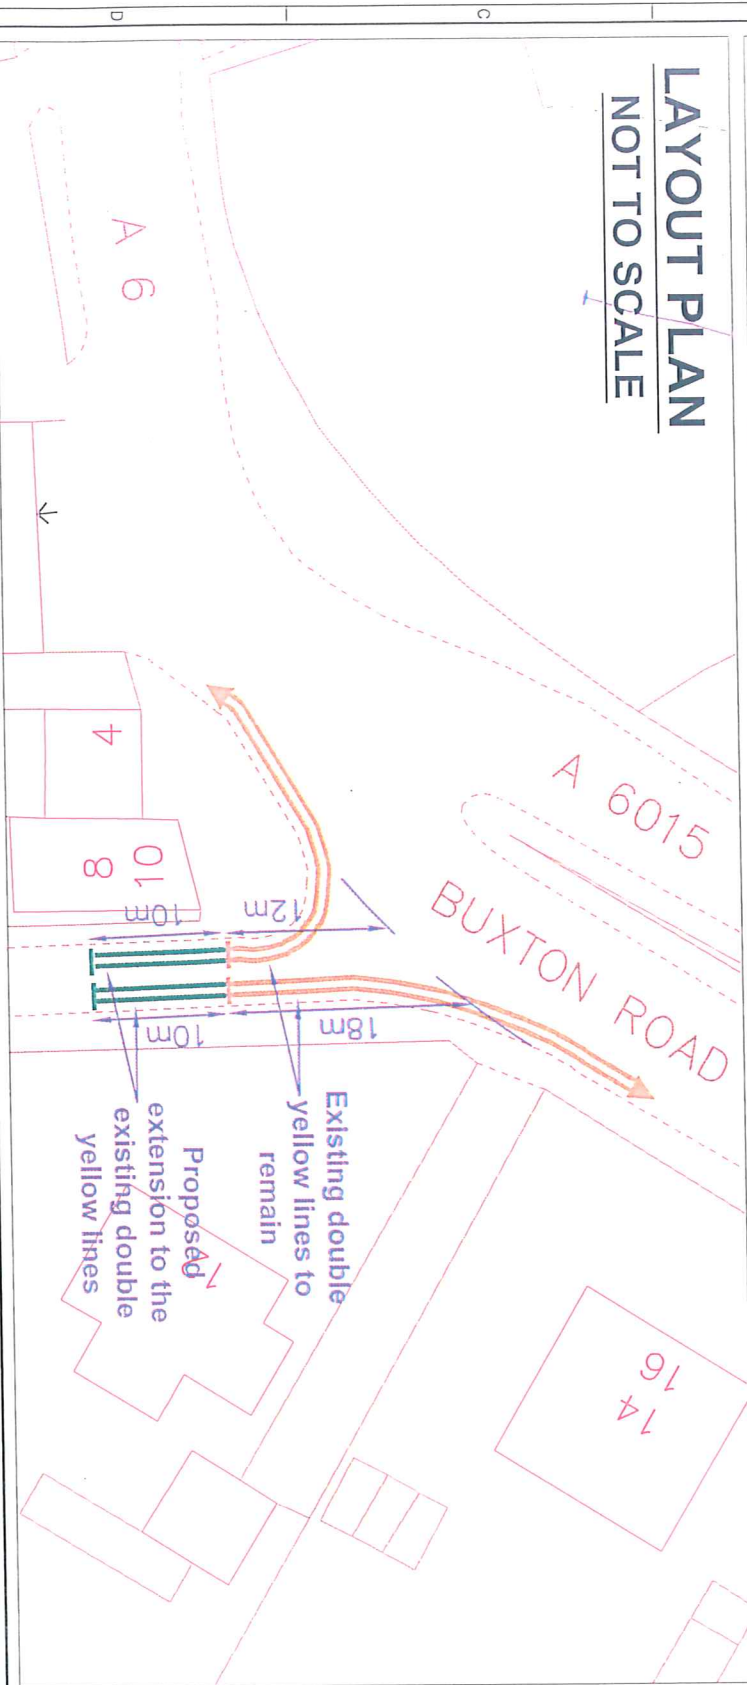 D
C
LAYOUT PLAN
NOT TO SCALE
A 6
A 6015
BUXTON ROAD
4
8
10
10m
12m
10m
18m
Existing double
yellow lines to
remain
Proposed
extension to the
existing double
yellow lines
12
14
16